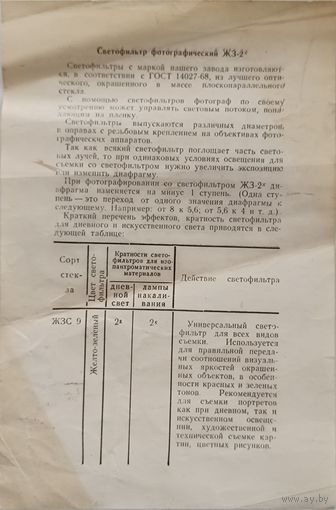 Светофильтр фотографический ЖЗ-2ˣ
Светофильтры с маркой нашего завода изготовляют-
ся, в соответствии с ГОСТ 14027-68, из лучшего опти-
ческого, окрашенного в массе плоскопараллельного
стекла.
С помощью светофильтров фотограф по своему
усмотрению может управлять световым потоком, попа-
дающим на пленку.
Светофильтры выпускаются различных диаметров,
в оправах с резьбовым креплением на объективах фото-
графических аппаратов.
Так как всякий светофильтр поглощает часть свето-
вых лучей, то при одинаковых условиях освещения для
съемки со светофильтром нужно увеличить экспозицию
или изменить диафрагму.
При фотографировании со светофильтром ЖЗ-2ˣ ди-
афрагма изменяется на минус 1 ступень. (Одна сту-
пень — это переход от одного значения диафрагмы к
следующему. Например: от 8 к 5,6; от 5,6 к 4 и т. д.).
Краткий перечень эффектов, кратность светофильтра
для дневного и искусственного света приводятся в сле-
дующей таблице:
Сорт
стек-
ла
Цвет свето-
фильтра
Кратности свето-
фильтров для изо-
панхроматических
материалов
днев-
ной
свет
лампы
накали-
вания
Действие светофильтра
ЖЗС 9
Желто-зеленый
2ˣ
2ˣ
Универсальный свето-
фильтр для всех видов
съемки. Используется
для правильной переда-
чи соотношений визуаль-
ных яркостей окрашен-
ных объектов, в особен-
ности красных и зеленых
тонов. Рекомендуется
для съемки портретов
как при дневном, так и
искусственном освеще-
нии, художественной и
технической съемке кар-
тин, цветных рисунков.
www.ay.by